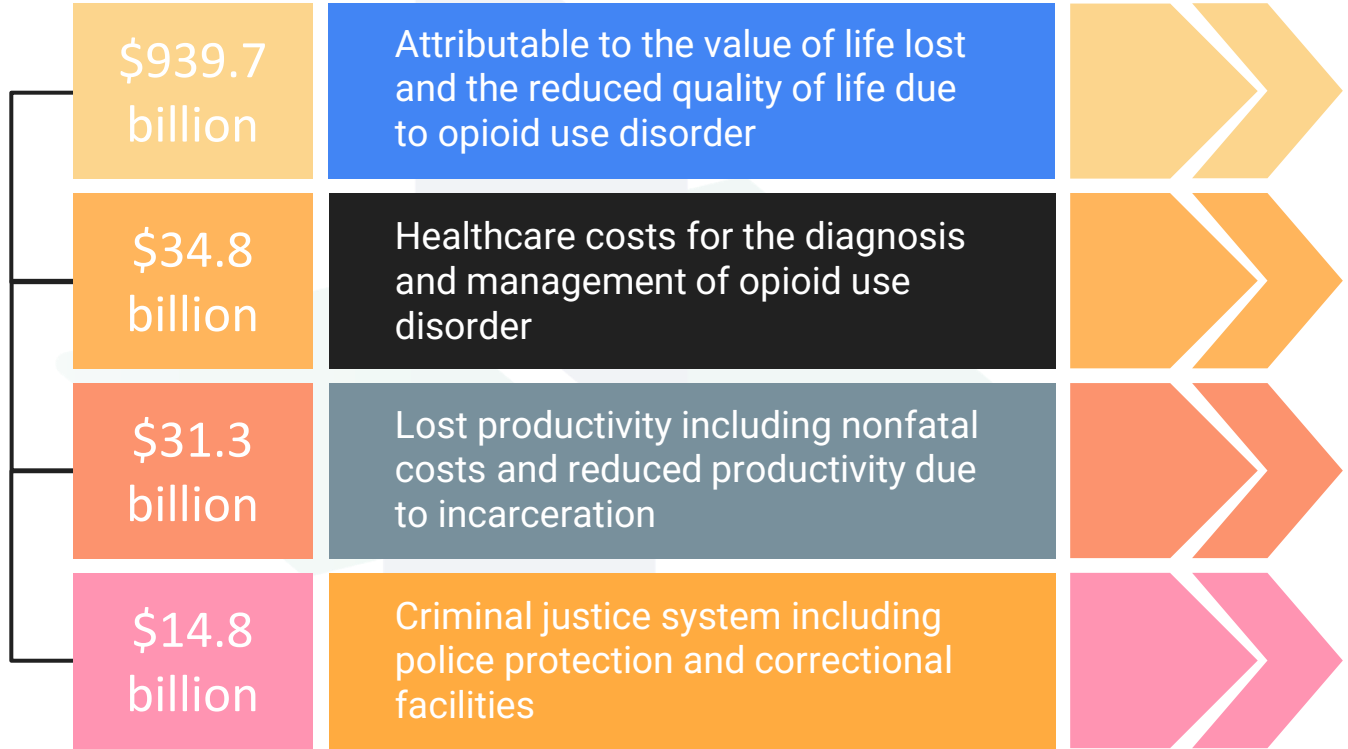 $939.7
billion
Attributable to the value of life lost
and the reduced quality of life due
to opioid use disorder
$34.8
billion
Healthcare costs for the diagnosis
and management of opioid use
disorder
$31.3
billion
Lost productivity including nonfatal
costs and reduced productivity due
to incarceration
$14.8
billion
Criminal justice system including
police protection and correctional
facilities